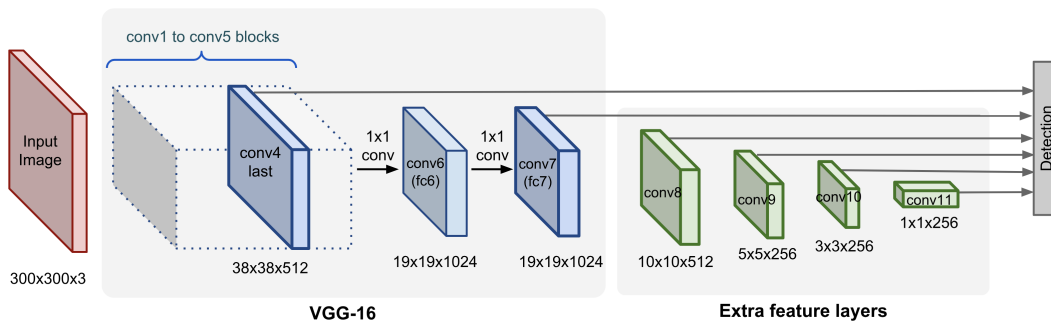 conv1 to conv5 blocks
Input
Image
conv4
last
1x1
conv
conv6
(fc6)
1x1
conv
conv7
(fc7)
conv8
conv9
conv10
conv11
Detection
300x300x3
38x38x512
19x19x1024
19x19x1024
10x10x512
5x5x256
3x3x256
1x1x256
VGG-16
Extra feature layers